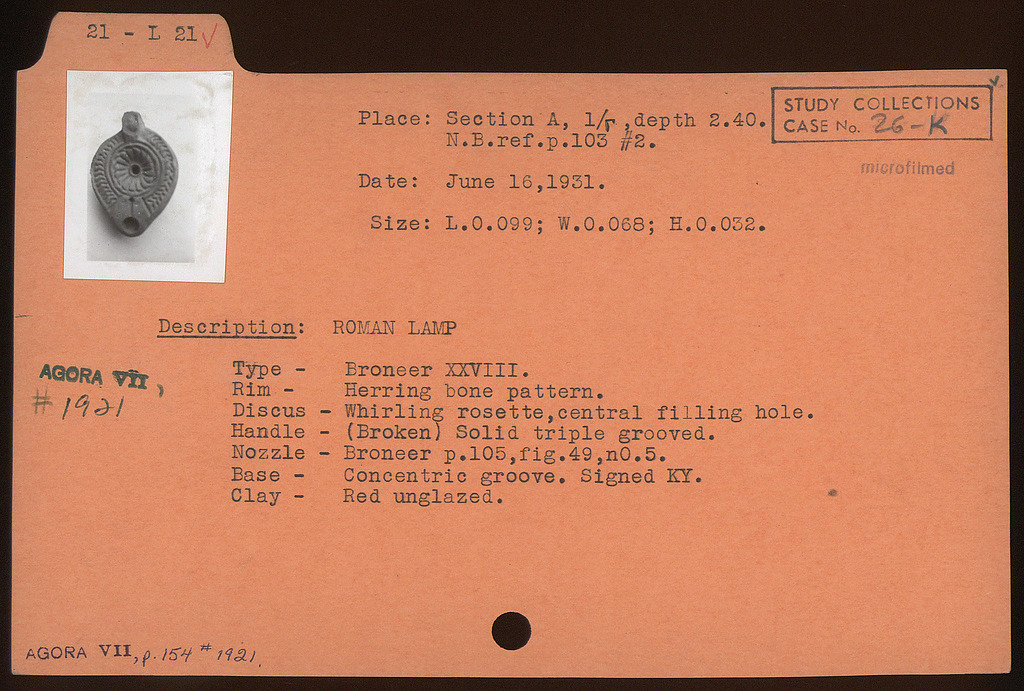 21 - L 21 ✓
Place: Section A, 1/Γ, depth 2.40.
N.B.ref.p.103 #2.
STUDY COLLECTIONS
CASE No. 26-K
microfilmed
Date: June 16,1931.
Size: L.0.099; W.0.068; H.0.032.
Description: ROMAN LAMP
AGORA VII,
# 1921
Type - Broneer XXVIII.
Rim - Herring bone pattern.
Discus - Whirling rosette,central filling hole.
Handle - (Broken) Solid triple grooved.
Nozzle - Broneer p.105,fig.49,nO.5.
Base - Concentric groove. Signed KY.
Clay - Red unglazed.
AGORA VII, p. 154 # 1921.